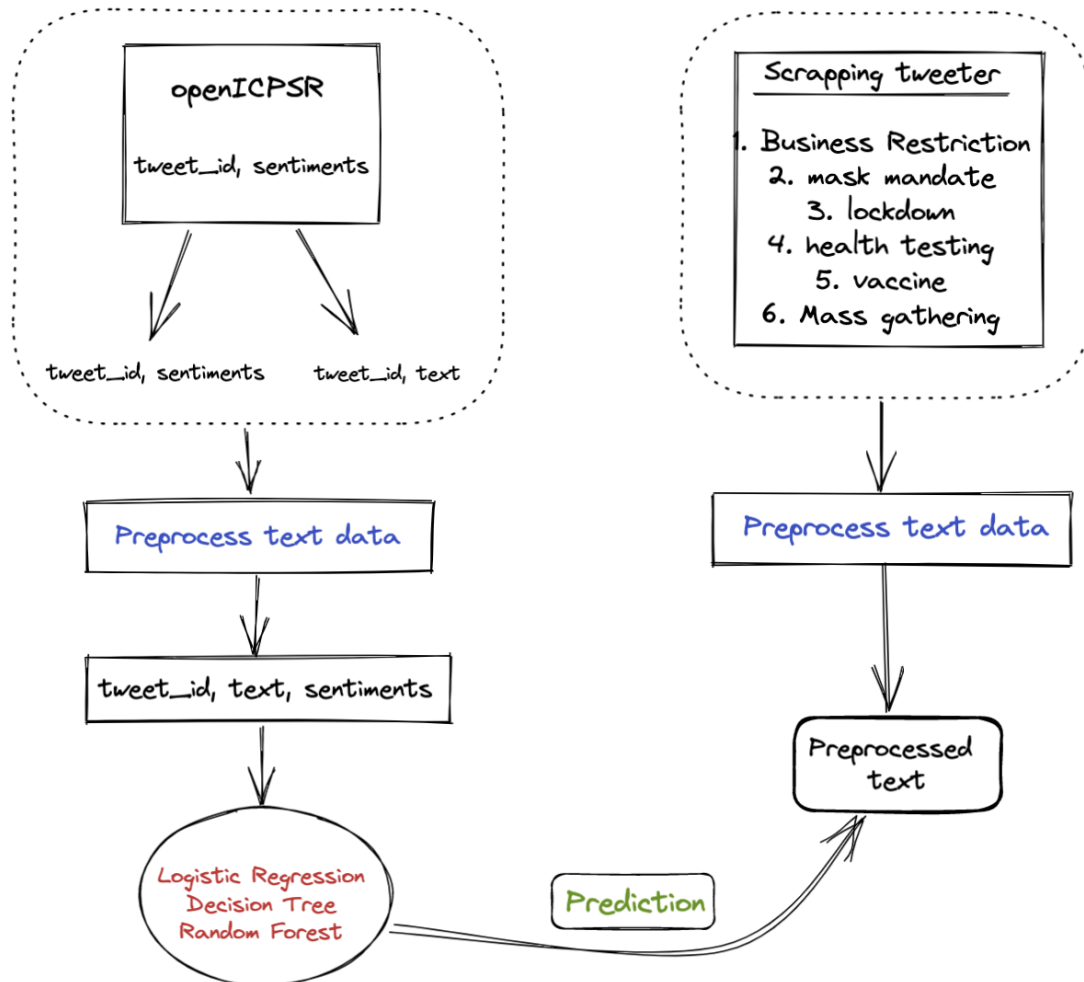 openICPSR
tweet_id, sentiments
tweet_id, sentiments
tweet_id, text
Preprocess text data
tweet_id, text, sentiments
Logistic Regression
Decision Tree
Random Forest
Prediction
Scrapping tweeter
1. Business Restriction
2. mask mandate
3. lockdown
4. health testing
5. vaccine
6. Mass gathering
Preprocess text data
Preprocessed
text